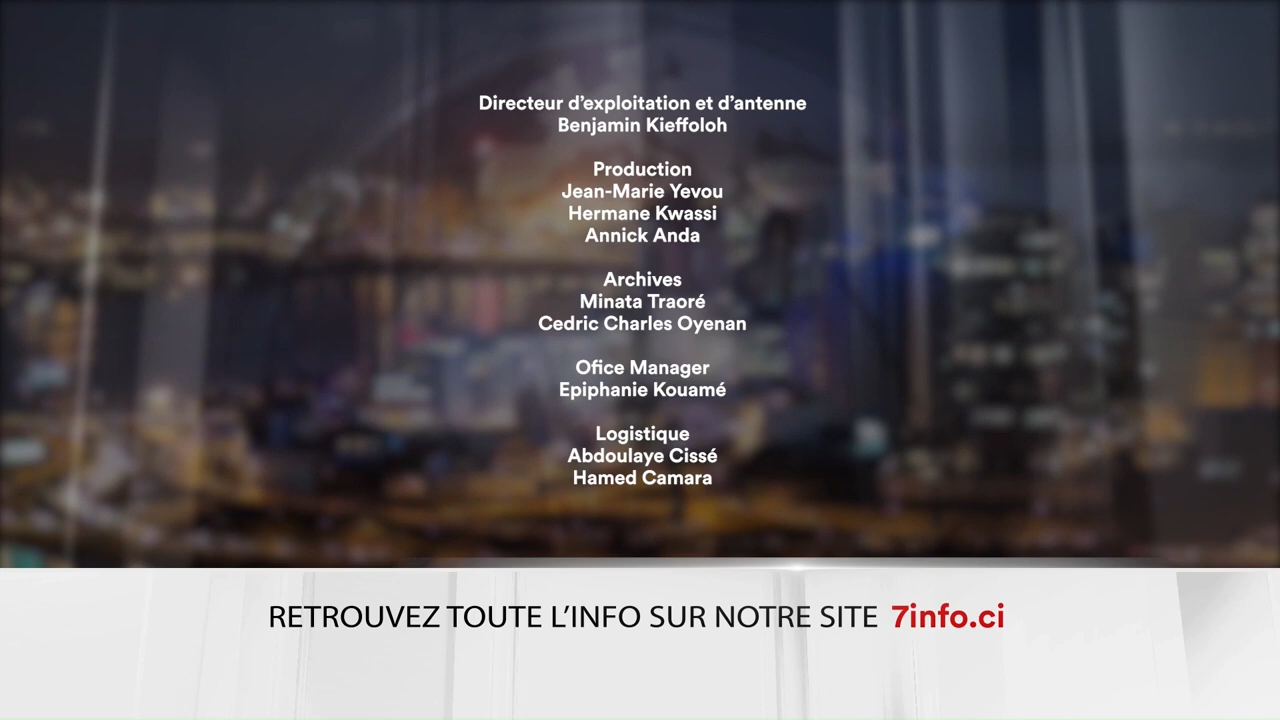 Directeur d’exploitation et d’antenne
Benjamin Kieffoloh
Production
Jean-Marie Yevou
Hermane Kwassi
Annick Anda
Archives
Minata Traoré
Cedric Charles Oyenan
Ofice Manager
Epiphanie Kouamé
Logistique
Abdoulaye Cissé
Hamed Camara
RETROUVEZ TOUTE L’INFO SUR NOTRE SITE 7info.ci